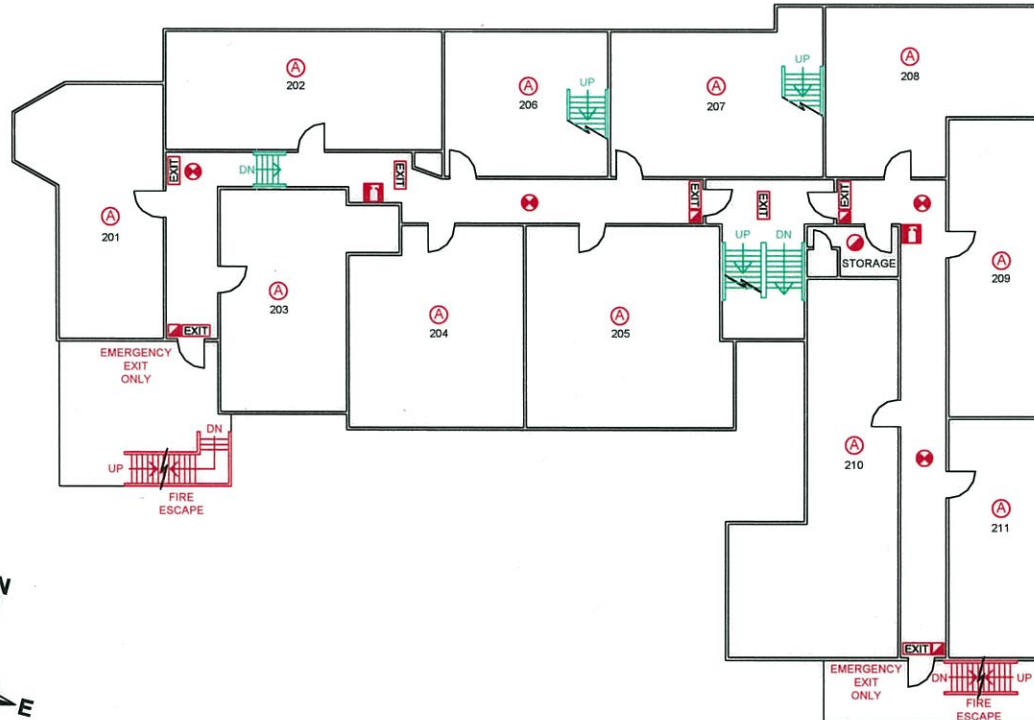 UP
A
208
A
202
UP
A
206
A
207
DN
EXIT
EXIT
EXIT
EXIT
EXIT
A
201
UP
DN
STORAGE
A
209
A
203
A
204
A
205
EXIT
EMERGENCY
EXIT
ONLY
DN
UP
FIRE
ESCAPE
A
210
A
211
N
E
EXIT
EMERGENCY
EXIT
ONLY
DN
UP
FIRE
ESCAPE